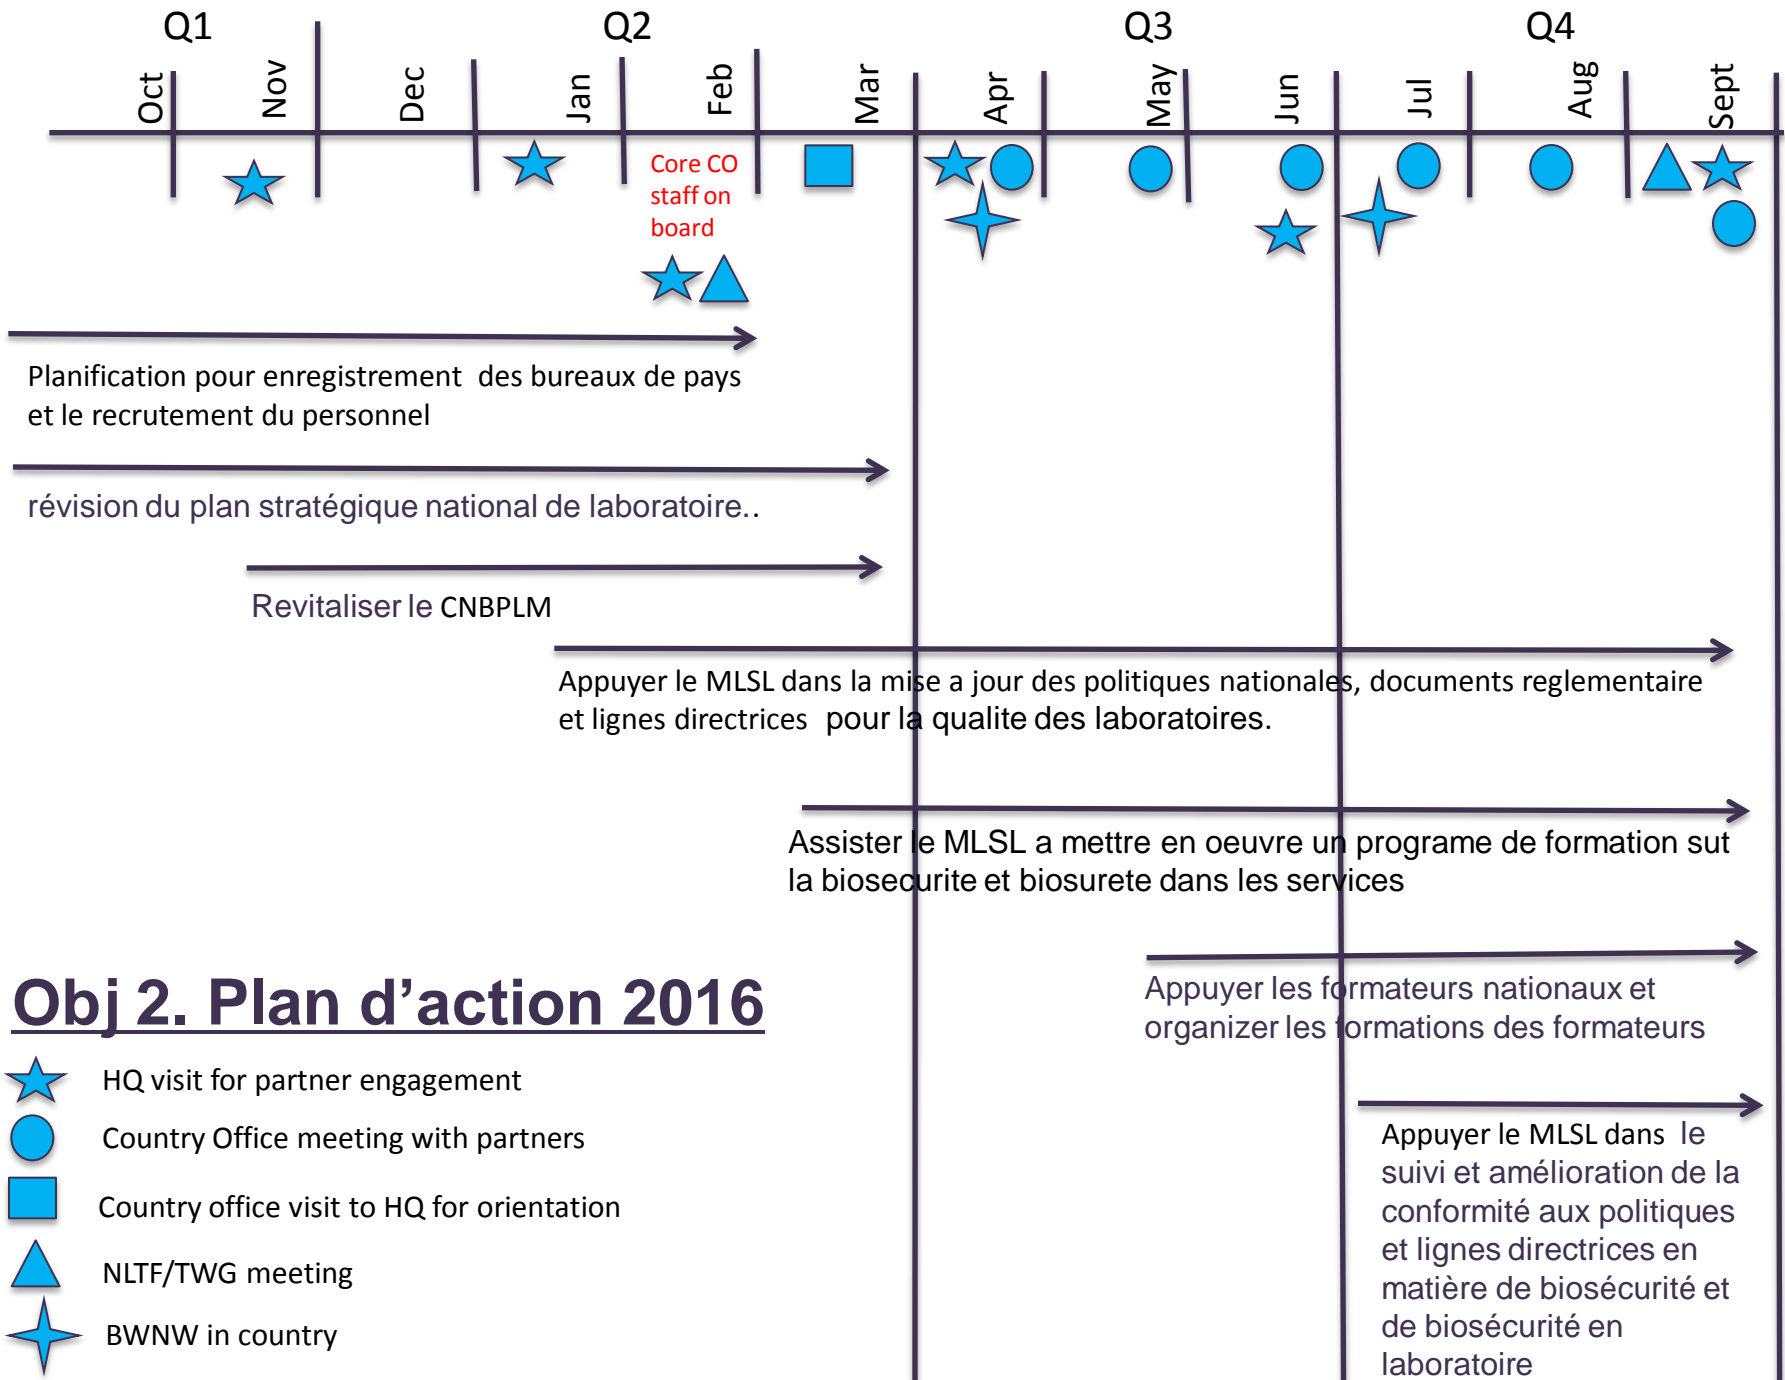 Q1 Q2 Q3 Q4
Oct Nov Dec Jan Feb Mar Apr May Jun Jul Aug Sept
Core CO
staff on
board
Planification pour enregistrement des bureaux de pays
et le recrutement du personnel
révision du plan stratégique national de laboratoire..
Revitaliser le CNBPLM
Appuyer le MLSL dans la mise a jour des politiques nationales, documents reglementaire
et lignes directrices pour la qualite des laboratoires.
Assister le MLSL a mettre en oeuvre un programe de formation sut
la biosecurite et biosurete dans les services
Appuyer les formateurs nationaux et
organizer les formations des formateurs
Appuyer le MLSL dans le
suivi et amélioration de la
conformité aux politiques
et lignes directrices en
matière de biosécurité et
de biosécurité en
laboratoire
Obj 2. Plan d’action 2016
HQ visit for partner engagement
Country Office meeting with partners
Country office visit to HQ for orientation
NLTF/TWG meeting
BWNW in country